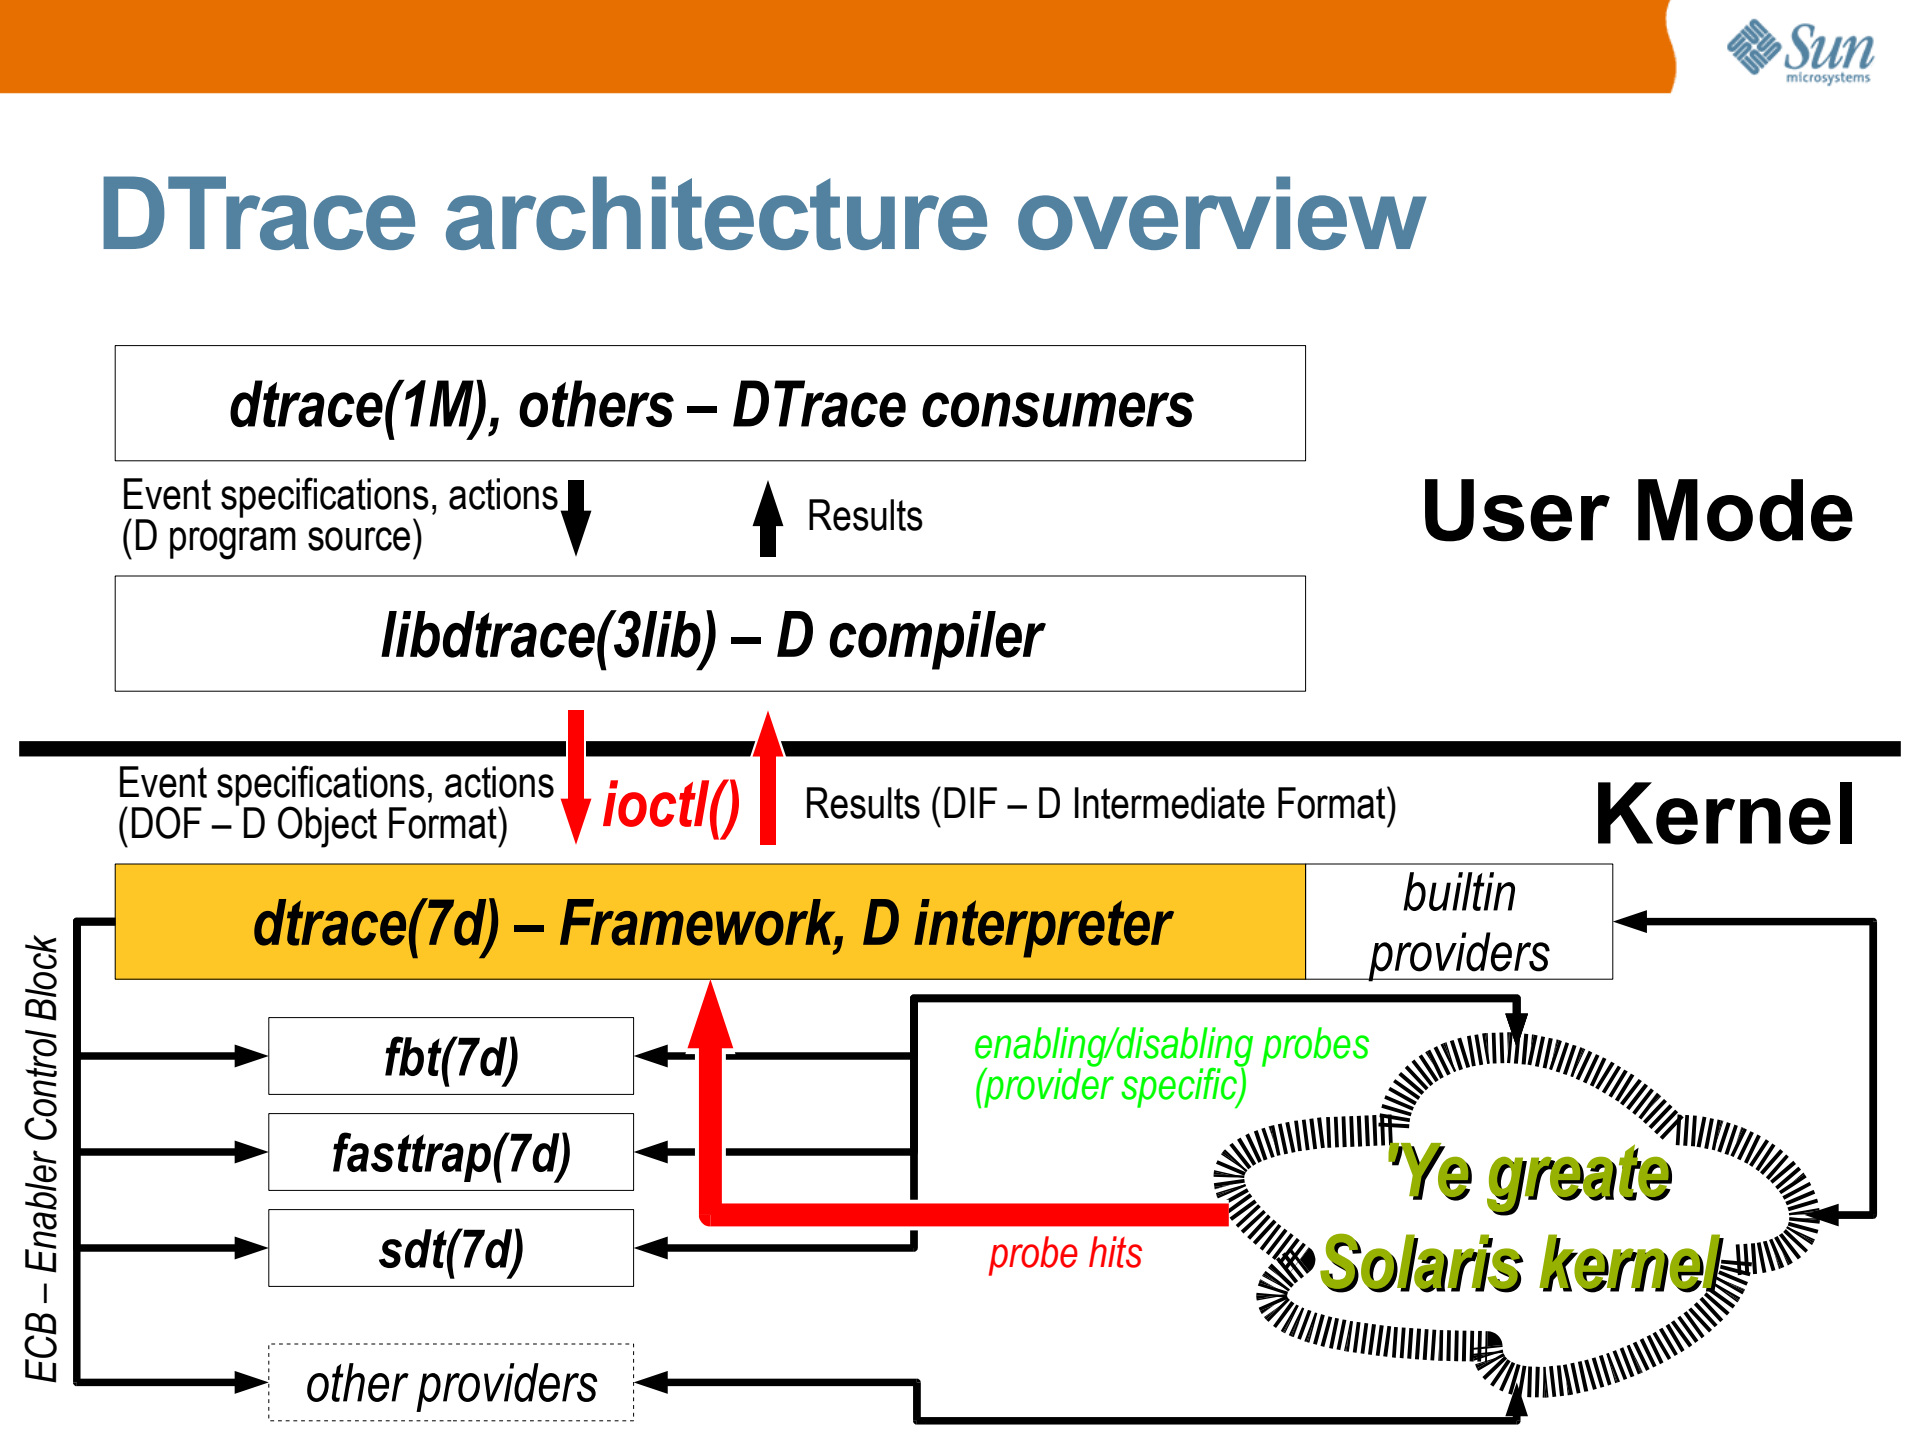 Sun
microsystems
DTrace architecture overview
dtrace(1M), others – DTrace consumers
Event specifications, actions
(D program source)
Results
User Mode
libdtrace(3lib) – D compiler
Event specifications, actions
(DOF – D Object Format)
ioctl()
Results (DIF – D Intermediate Format)
Kernel
dtrace(7d) – Framework, D interpreter
builtin
providers
ECB – Enabler Control Block
fbt(7d)
enabling/disabling probes
(provider specific)
fasttrap(7d)
'Ye greate
Solaris kernel
sdt(7d)
probe hits
other providers